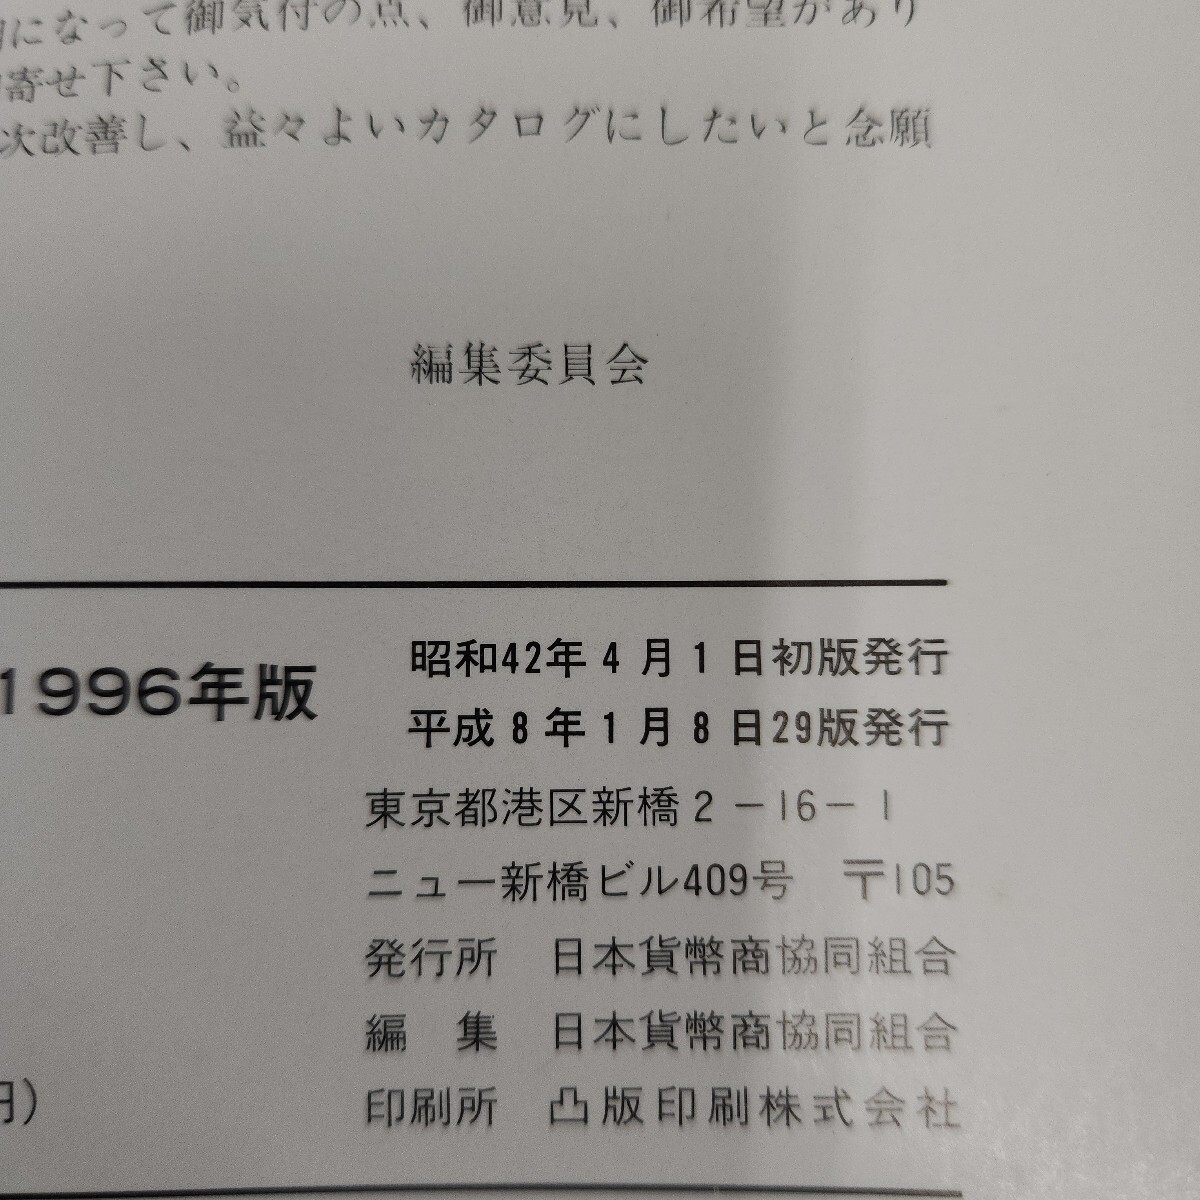 になって御気付の点、御意見、御希望があり
寄せ下さい。
次改善し、益々よいカタログにしたいと念願
編集委員会
1996年版
昭和42年4月1日初版発行
平成8年1月8日29版発行
東京都港区新橋2-16-1
ニュー新橋ビル409号 〒105
発行所 日本貨幣商協同組合
編 集 日本貨幣商協同組合
円)
印刷所 凸版印刷株式会社